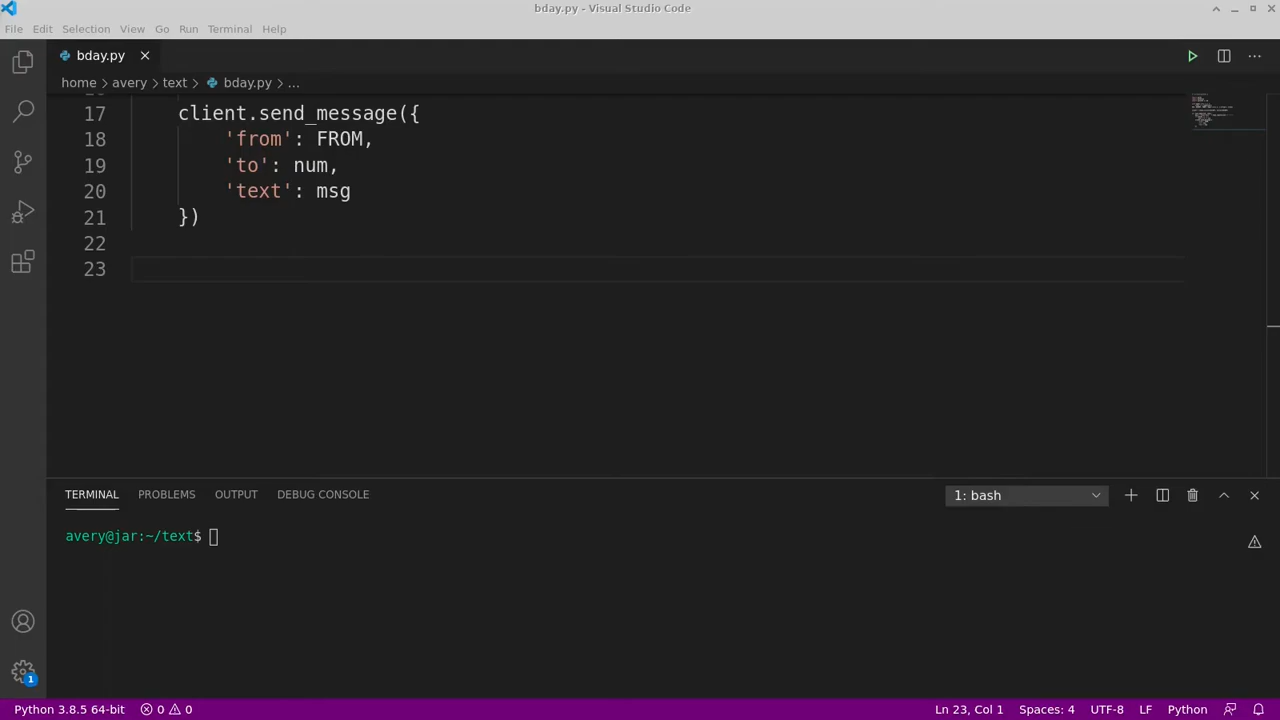 bday.py - Visual Studio Code
File Edit Selection View Go Run Terminal Help
bday.py
home > avery > text > bday.py > ...
17 client.send_message({
18 'from': FROM,
19 'to': num,
20 'text': msg
21 })
22
23
TERMINAL PROBLEMS OUTPUT DEBUG CONSOLE 1: bash
avery@jar:~/text$
1
Python 3.8.5 64-bit 0 0 Ln 23, Col 1 Spaces: 4 UTF-8 LF Python